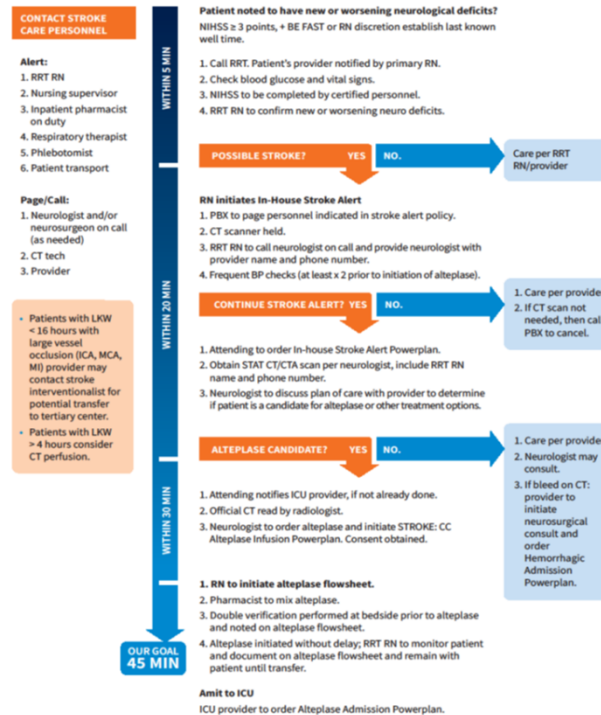 CONTACT STROKE
CARE PERSONNEL
Alert:
1. RRT RN
2. Nursing supervisor
3. Inpatient pharmacist
on duty
4. Respiratory therapist
5. Phlebotomist
6. Patient transport
Page/Call:
1. Neurologist and/or
neurosurgeon on call
(as needed)
2. CT tech
3. Provider
• Patients with LKW
< 16 hours with
large vessel
occlusion (ICA, MCA,
MI) provider may
contact stroke
interventionalist for
potential transfer
to tertiary center.
• Patients with LKW
> 4 hours consider
CT perfusion.
WITHIN 5 MIN
WITHIN 20 MIN
WITHIN 30 MIN
OUR GOAL
45 MIN
Patient noted to have new or worsening neurological deficits?
NIHSS ≥ 3 points, + BE FAST or RN discretion establish last known
well time.
1. Call RRT. Patient's provider notified by primary RN.
2. Check blood glucose and vital signs.
3. NIHSS to be completed by certified personnel.
4. RRT RN to confirm new or worsening neuro deficits.
POSSIBLE STROKE? YES NO.
Care per RRT
RN/provider
RN initiates In-House Stroke Alert
1. PBX to page personnel indicated in stroke alert policy.
2. CT scanner held.
3. RRT RN to call neurologist on call and provide neurologist with
provider name and phone number.
4. Frequent BP checks (at least x 2 prior to initiation of alteplase).
CONTINUE STROKE ALERT? YES NO.
1. Care per provide
2. If CT scan not
needed, then cal
PBX to cancel.
1. Attending to order In-house Stroke Alert Powerplan.
2. Obtain STAT CT/CTA scan per neurologist, include RRT RN
name and phone number.
3. Neurologist to discuss plan of care with provider to determine
if patient is a candidate for alteplase or other treatment options.
ALTEPLASE CANDIDATE? YES NO.
1. Care per provide
2. Neurologist may
consult.
3. If bleed on CT:
provider to
initiate
neurosurgical
consult and
order
Hemorrhagic
Admission
Powerplan.
1. Attending notifies ICU provider, if not already done.
2. Official CT read by radiologist.
3. Neurologist to order alteplase and initiate STROKE: CC
Alteplase Infusion Powerplan. Consent obtained.
1. RN to initiate alteplase flowsheet.
2. Pharmacist to mix alteplase.
3. Double verification performed at bedside prior to alteplase
and noted on alteplase flowsheet.
4. Alteplase initiated without delay; RRT RN to monitor patient
and document on alteplase flowsheet and remain with
patient until transfer.
Amit to ICU
ICU provider to order Alteplase Admission Powerplan.